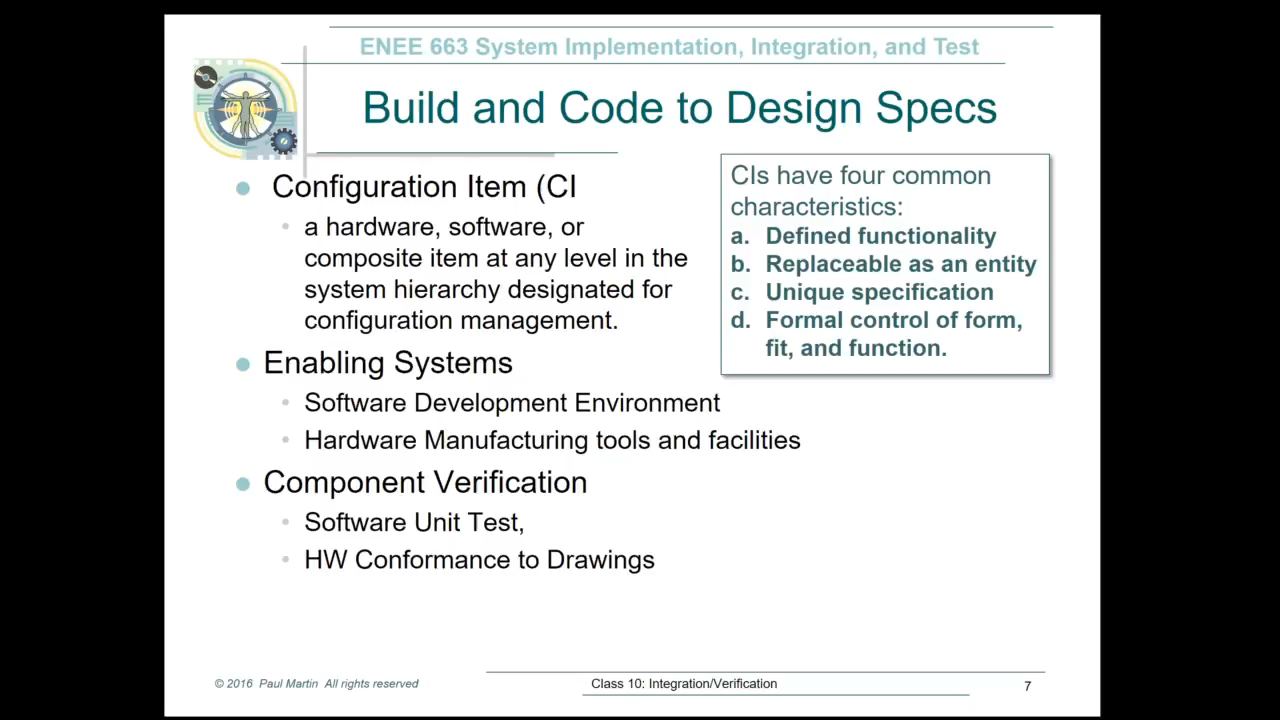 ENEE 663 System Implementation, Integration, and Test
Build and Code to Design Specs
Configuration Item (CI
a hardware, software, or
composite item at any level in the
system hierarchy designated for
configuration management.
Enabling Systems
Software Development Environment
Hardware Manufacturing tools and facilities
Component Verification
Software Unit Test,
HW Conformance to Drawings
CIs have four common
characteristics:
a. Defined functionality
b. Replaceable as an entity
c. Unique specification
d. Formal control of form,
fit, and function.
© 2016 Paul Martin All rights reserved
Class 10: Integration/Verification
7